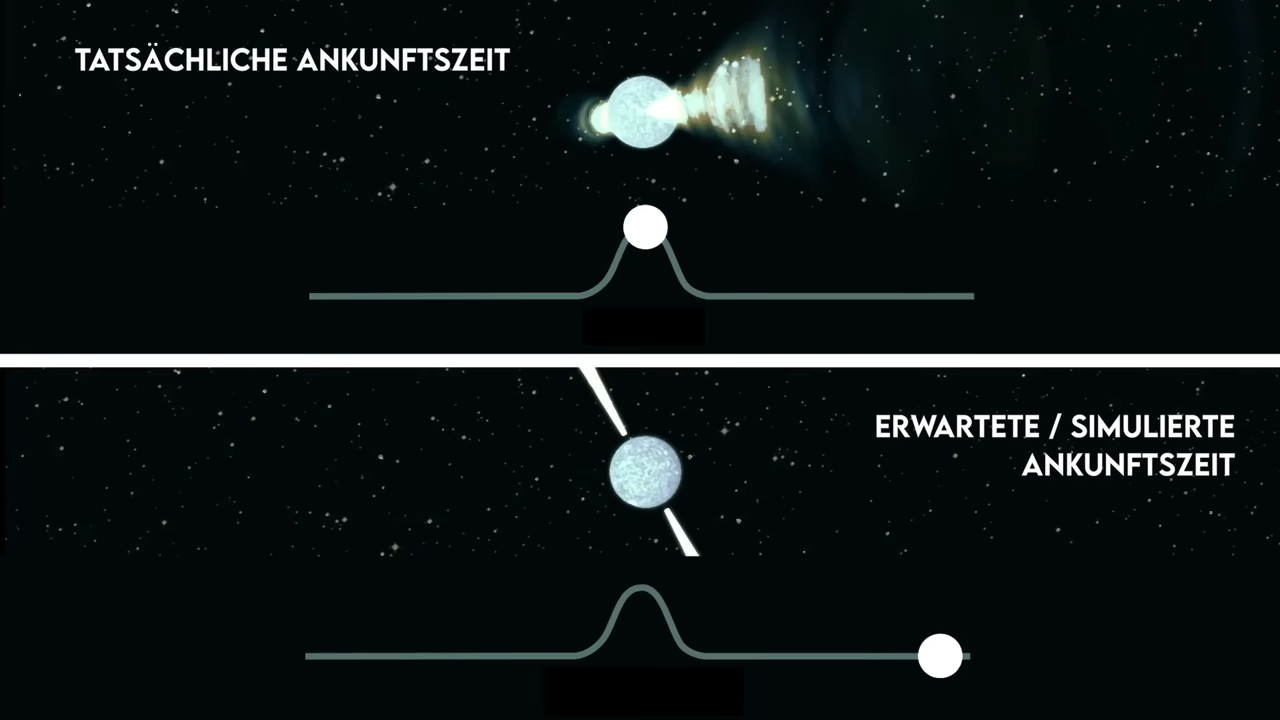 TATSÄCHLICHE ANKUNFTSZEIT
ERWARTETE / SIMULIERTE
ANKUNFTSZEIT